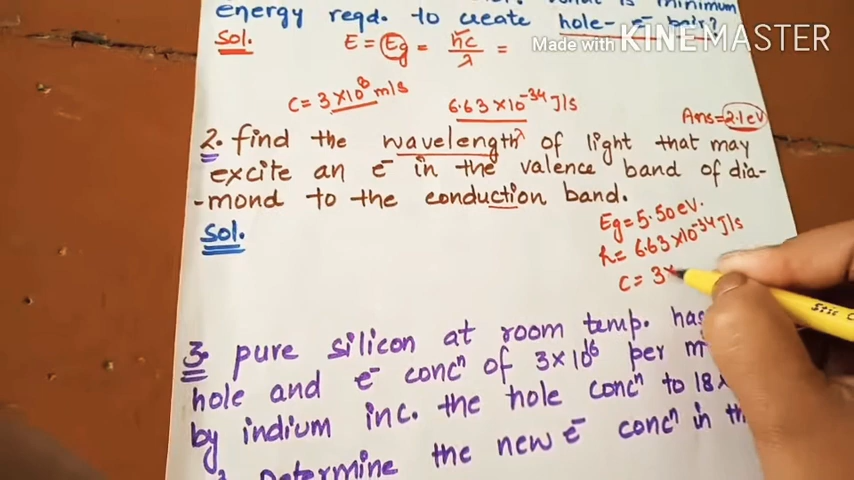 energy reqd. to create hole-e⁻ pair?
Sol. E = Eg = hc/λ =
Made with KINEMASTER
C = 3×10⁸ m/s 6.63×10⁻³⁴ J/s
Ans = 2.1eV
2. find the wavelength λ of light that may
excite an e⁻ in the valence band of dia-
-mond to the conduction band.
Eg = 5.50 eV.
Sol.
h = 6.63×10⁻³⁴ J/s
C = 3×
3. pure silicon at room temp. has
hole and e⁻ concⁿ of 3×10¹⁶ per m
by indium inc. the hole concⁿ to 18×
Determine the new e⁻ concⁿ in th